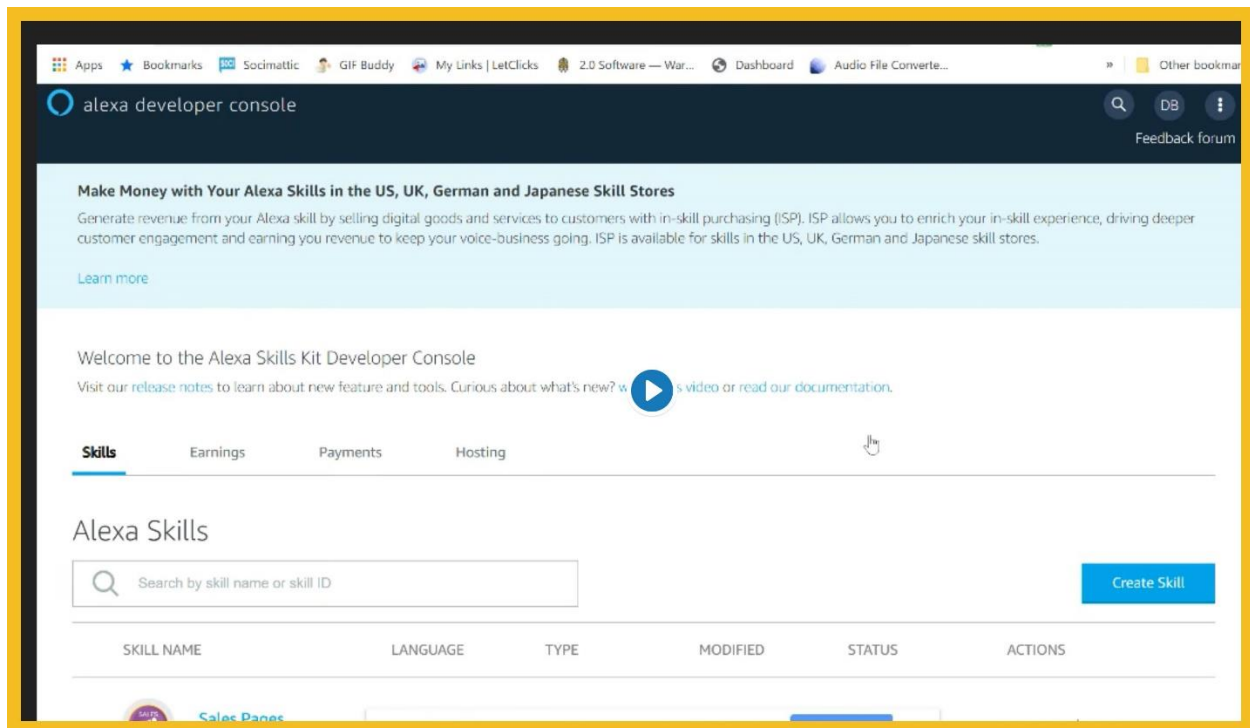 Apps Bookmarks Socimattic GIF Buddy My Links | LetClicks 2.0 Software — War... Dashboard Audio File Converte... » Other bookmar
alexa developer console DB
Feedback forum
Make Money with Your Alexa Skills in the US, UK, German and Japanese Skill Stores
Generate revenue from your Alexa skill by selling digital goods and services to customers with in-skill purchasing (ISP). ISP allows you to enrich your in-skill experience, driving deeper
customer engagement and earning you revenue to keep your voice-business going. ISP is available for skills in the US, UK, German and Japanese skill stores.
Learn more
Welcome to the Alexa Skills Kit Developer Console
Visit our release notes to learn about new feature and tools. Curious about what's new? video or read our documentation.
Skills Earnings Payments Hosting
Alexa Skills
Search by skill name or skill ID
Create Skill
SKILL NAME LANGUAGE TYPE MODIFIED STATUS ACTIONS
SALES Sales Pages